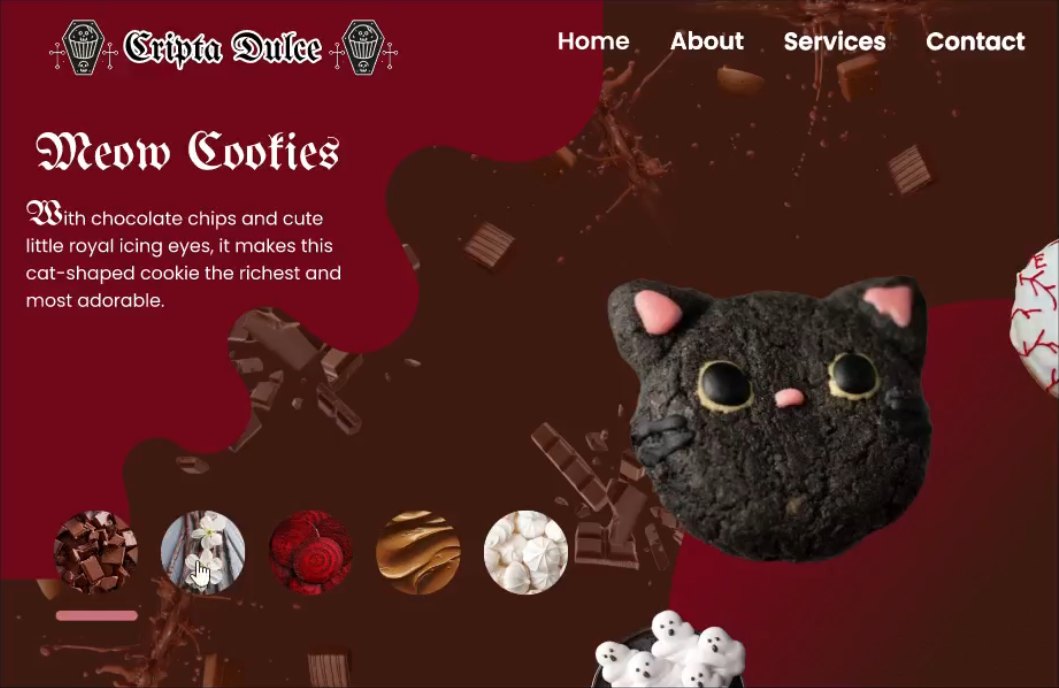 Cripta Dulce
Home About Services Contact
Meow Cookies
With chocolate chips and cute
little royal icing eyes, it makes this
cat-shaped cookie the richest and
most adorable.